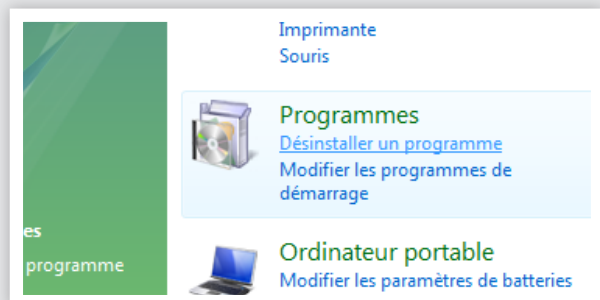 Imprimante
Souris
Programmes
Désinstaller un programme
Modifier les programmes de
démarrage
es
programme
Ordinateur portable
Modifier les paramètres de batteries